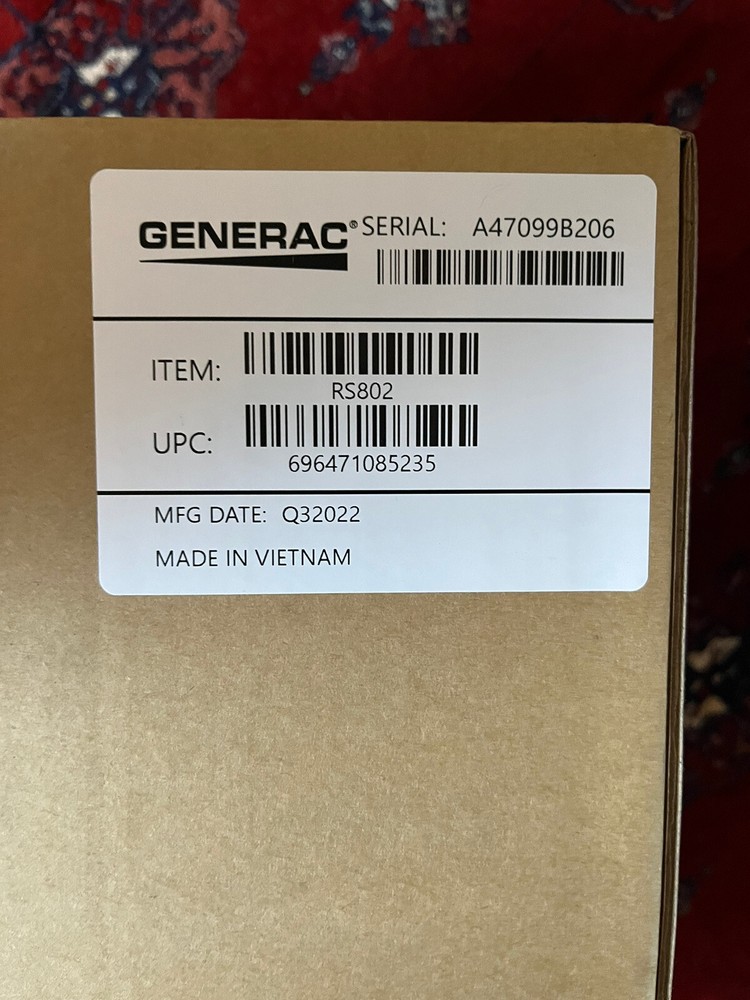 GENERAC® SERIAL: A47099B206
ITEM:
RS802
UPC:
696471085235
MFG DATE: Q32022
MADE IN VIETNAM